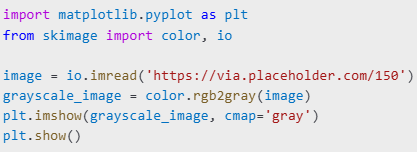 import matplotlib.pyplot as plt
from skimage import color, io
image = io.imread('https://via.placeholder.com/150')
grayscale_image = color.rgb2gray(image)
plt.imshow(grayscale_image, cmap='gray')
plt.show()